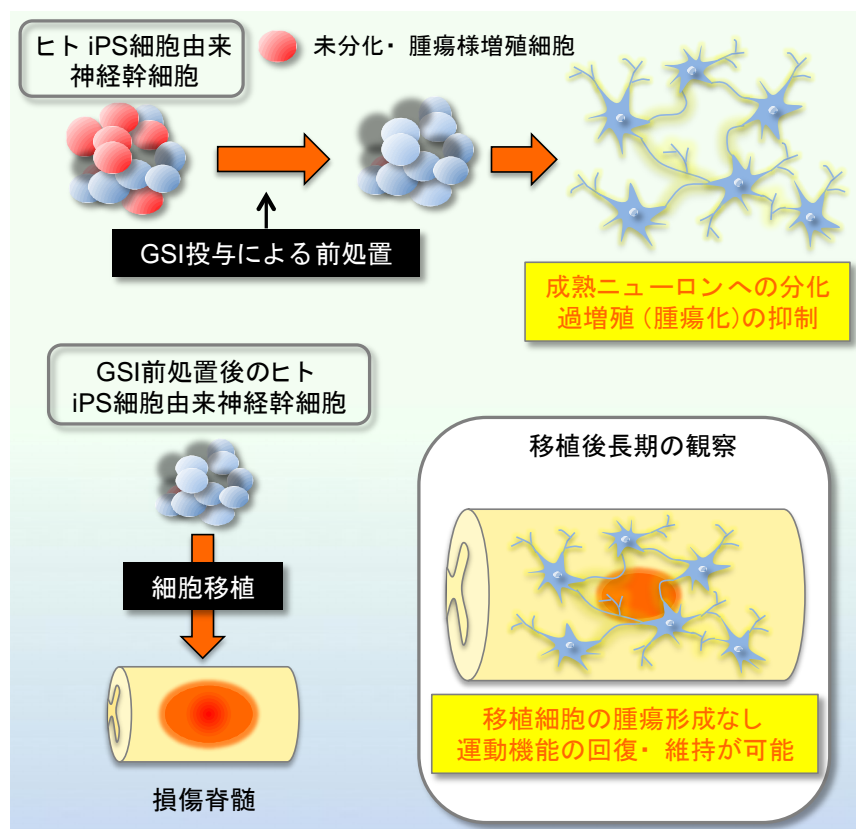 ヒト iPS細胞由来
神経幹細胞
未分化・ 腫瘍様増殖細胞
GSI投与による前処置
成熟ニューロンへの分化
過増殖(腫瘍化)の抑制
GSI前処置後のヒト
iPS細胞由来神経幹細胞
細胞移植
損傷脊髄
移植後長期の観察
移植細胞の腫瘍形成なし
運動機能の回復・ 維持が可能